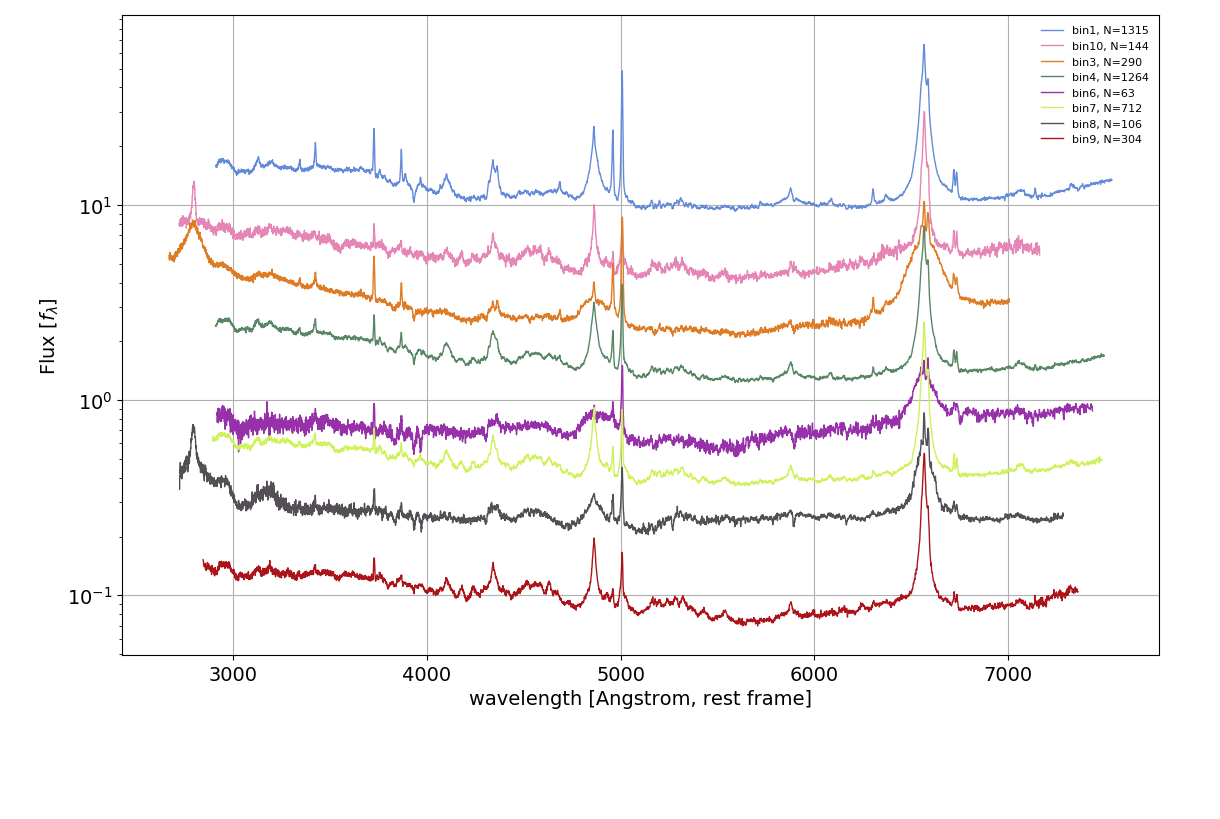 bin1, N=1315
bin10, N=144
bin3, N=290
bin4, N=1264
bin6, N=63
bin7, N=712
bin8, N=106
bin9, N=304
10¹
10⁰
10⁻¹
Flux [fλ]
3000 4000 5000 6000 7000
wavelength [Angstrom, rest frame]